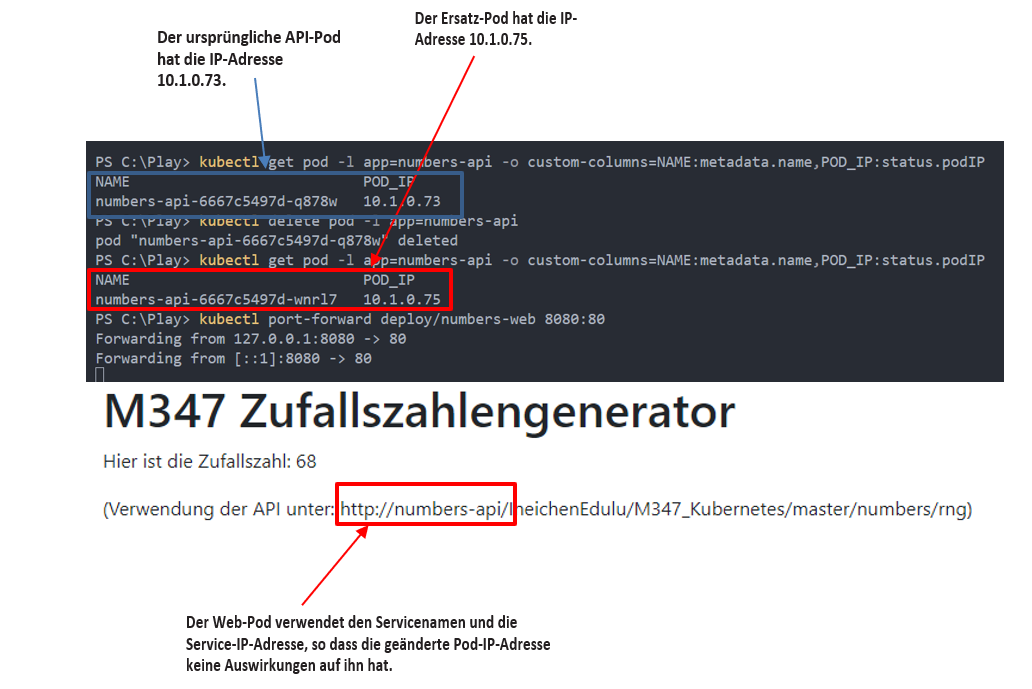 Der ursprüngliche API-Pod
hat die IP-Adresse
10.1.0.73.
Der Ersatz-Pod hat die IP-
Adresse 10.1.0.75.
PS C:\Play> kubectl get pod -l app=numbers-api -o custom-columns=NAME:metadata.name,POD_IP:status.podIP
NAME POD_IP
numbers-api-6667c5497d-q878w 10.1.0.73
PS C:\Play> kubectl delete pod -l app=numbers-api
pod "numbers-api-6667c5497d-q878w" deleted
PS C:\Play> kubectl get pod -l app=numbers-api -o custom-columns=NAME:metadata.name,POD_IP:status.podIP
NAME POD_IP
numbers-api-6667c5497d-wnrl7 10.1.0.75
PS C:\Play> kubectl port-forward deploy/numbers-web 8080:80
Forwarding from 127.0.0.1:8080 -> 80
Forwarding from [::1]:8080 -> 80
M347 Zufallszahlengenerator
Hier ist die Zufallszahl: 68
(Verwendung der API unter: http://numbers-api/IneichenEdulu/M347_Kubernetes/master/numbers/rng)
Der Web-Pod verwendet den Servicenamen und die
Service-IP-Adresse, so dass die geänderte Pod-IP-Adresse
keine Auswirkungen auf ihn hat.